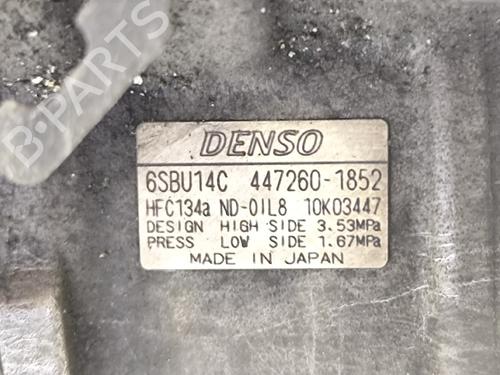 B-PARTS
DENSO
6SBU14C 447260-1852
HFC134a ND-OIL8 10K03447
DESIGN HIGH SIDE 3.53MPa
PRESS LOW SIDE 1.67MPa
MADE IN JAPAN